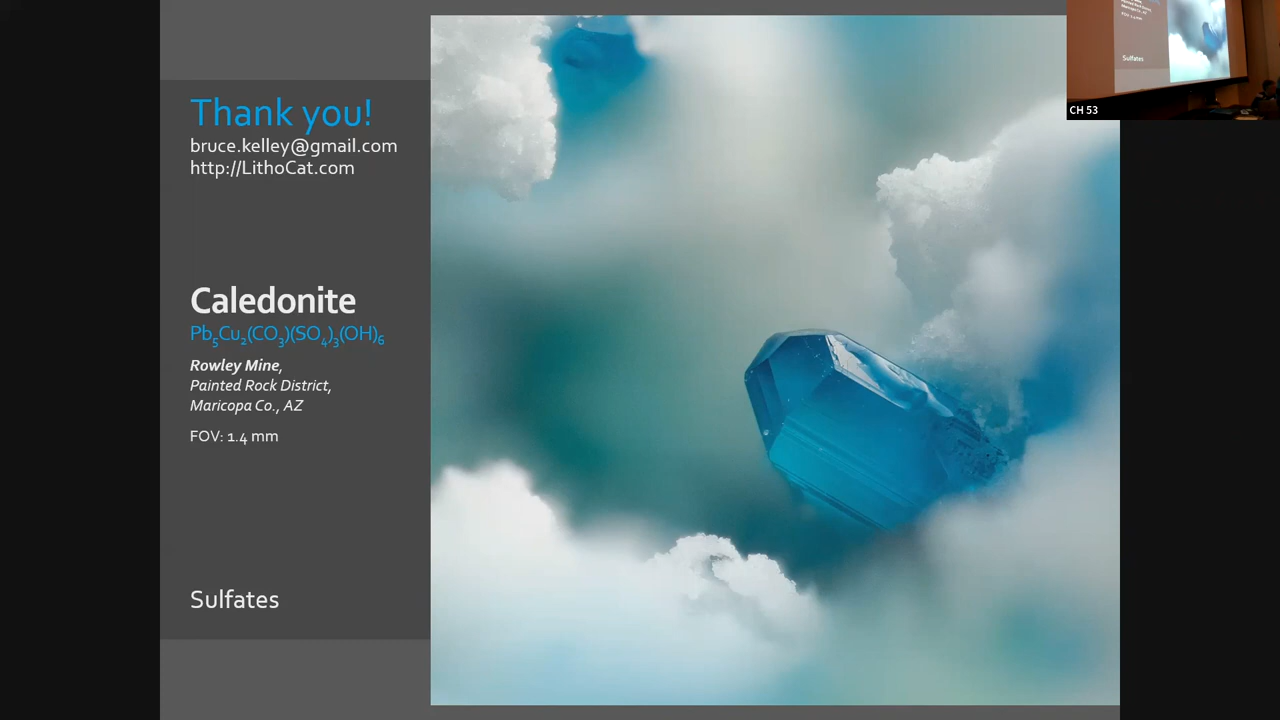 Thank you!
bruce.kelley@gmail.com
http://LithoCat.com
Caledonite
Pb₅Cu₂(CO₃)(SO₄)₃(OH)₆
Rowley Mine,
Painted Rock District,
Maricopa Co., AZ
FOV: 1.4 mm
Sulfates
Sulfates
CH 53